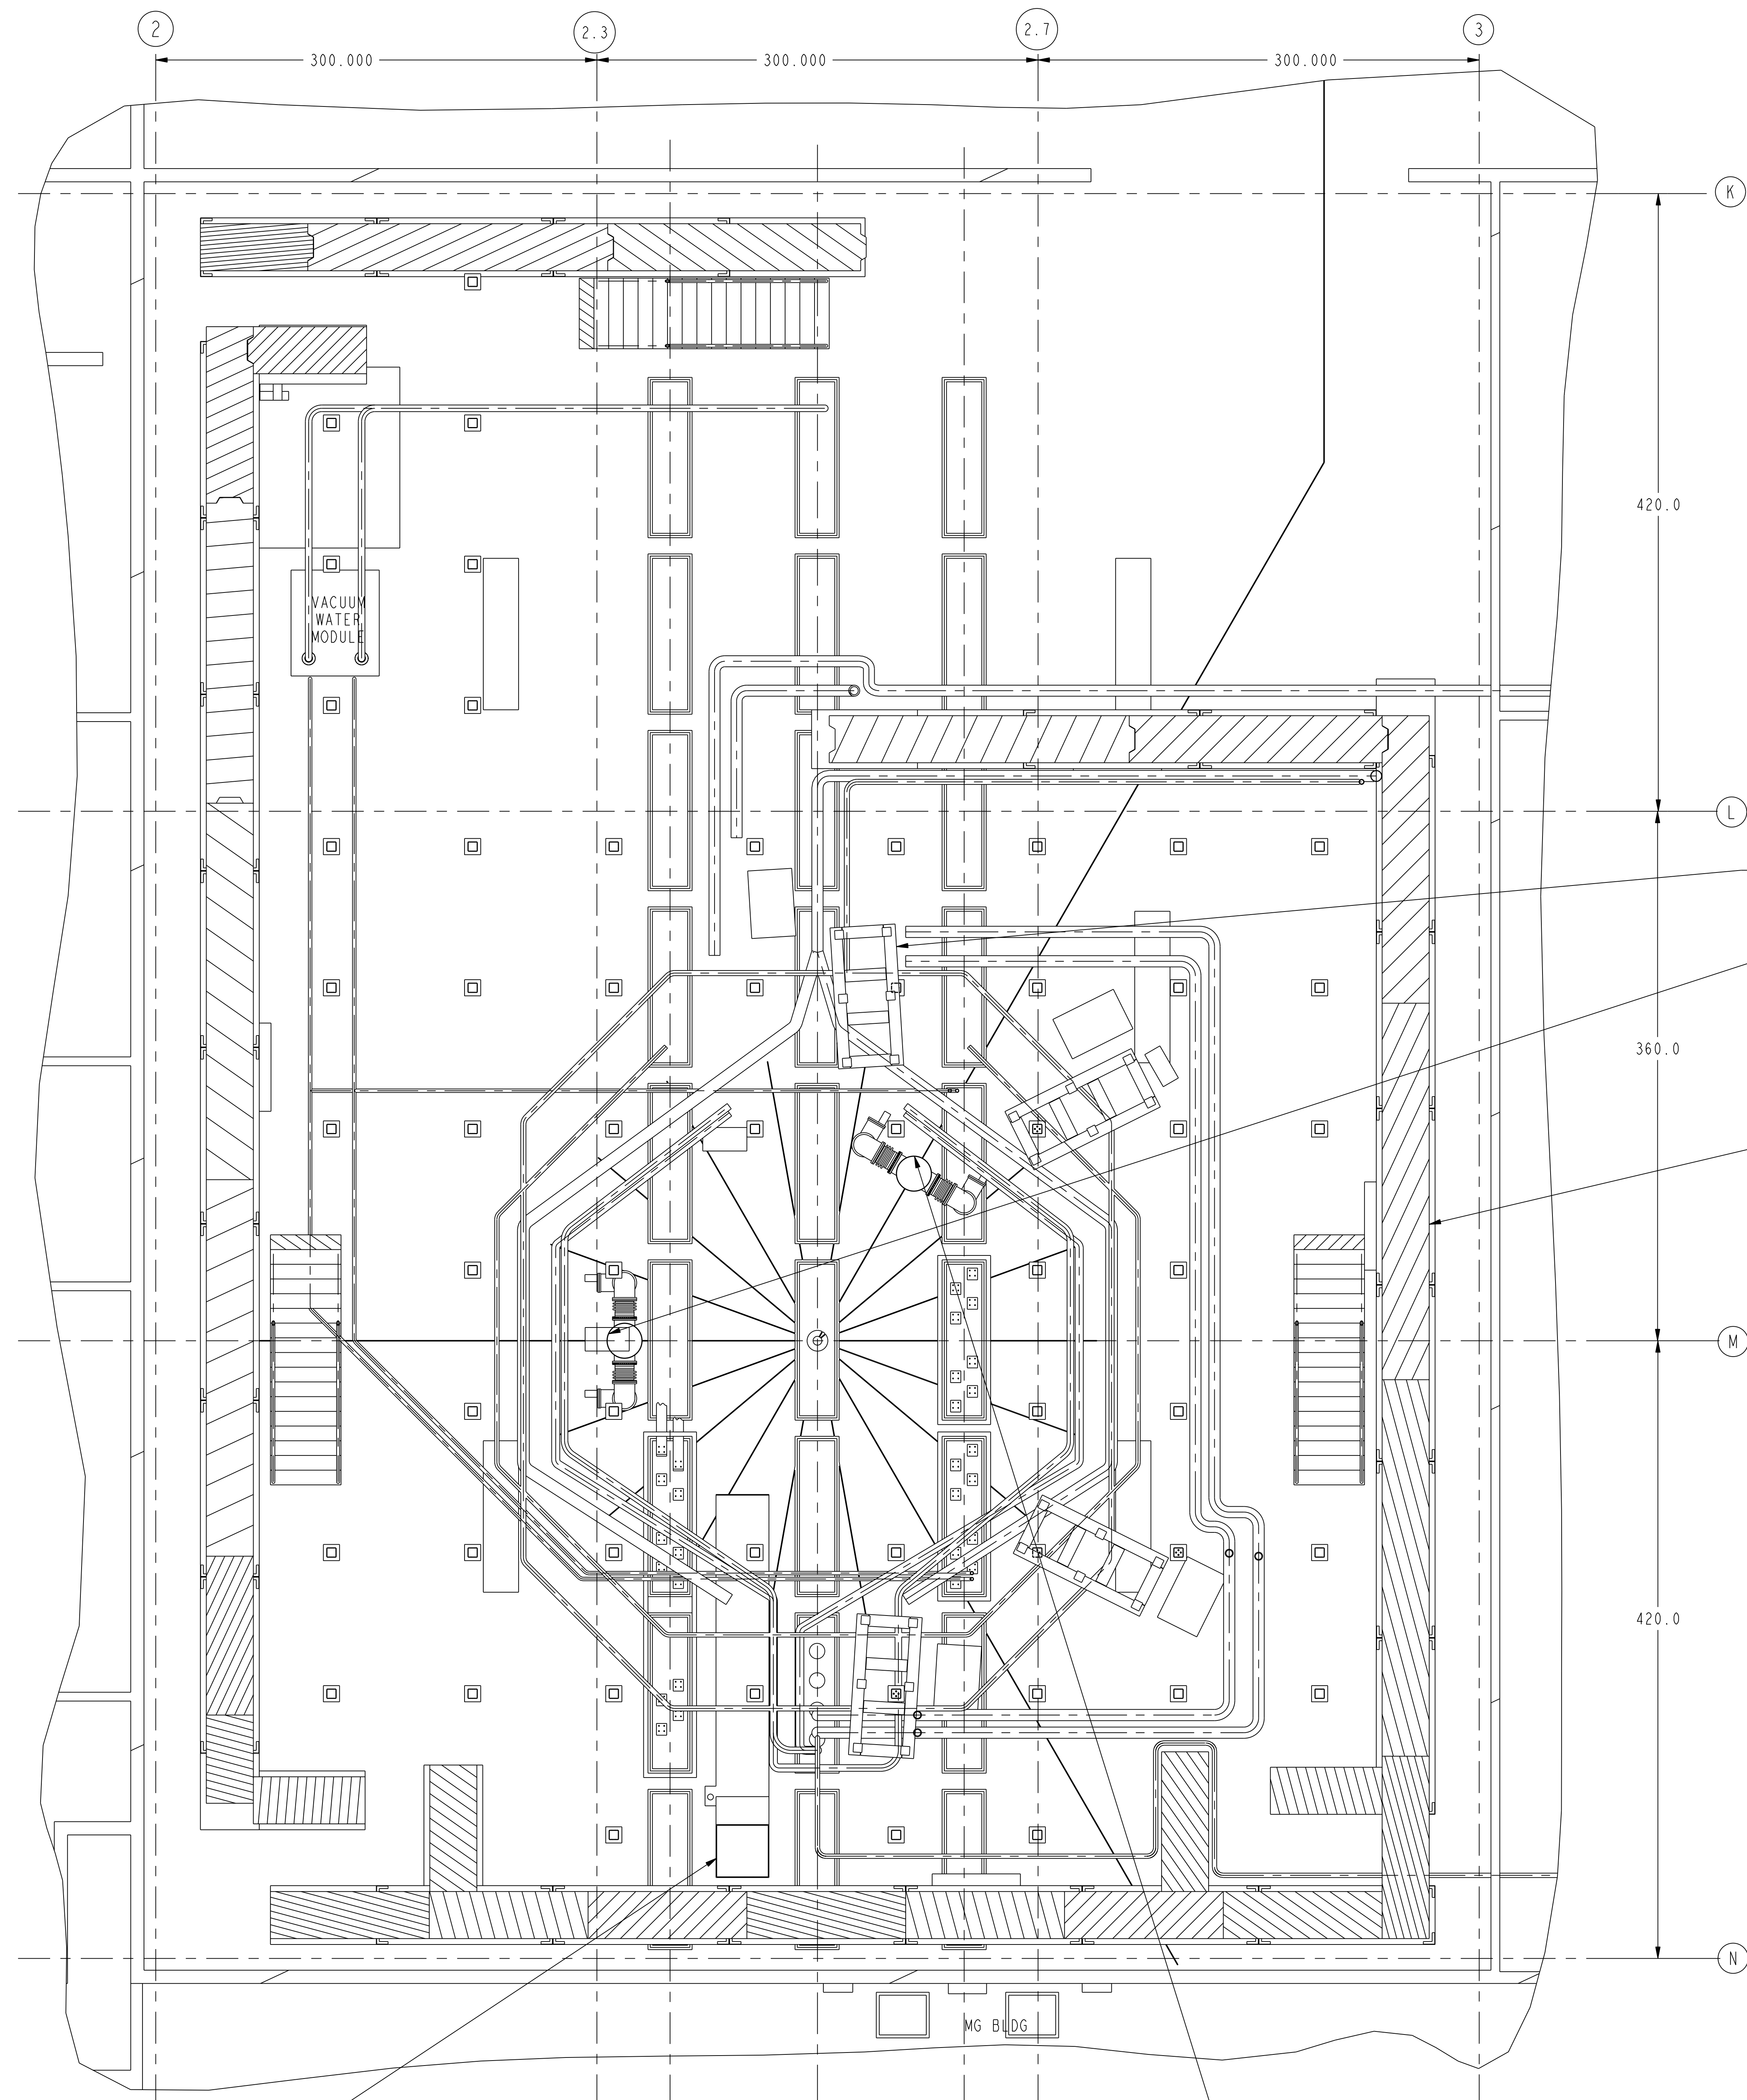 2
2.3
2.7
3
300.000
300.000
300.000
K
420.0
VACUUM
WATER
MODULE
L
360.0
M
420.0
N
MG BLDG